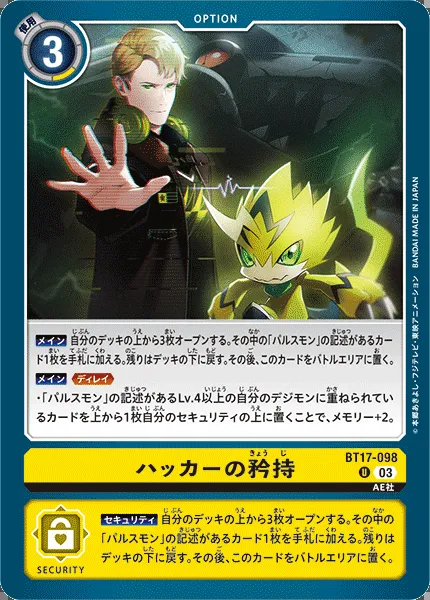 OPTION
使用
3
メイン 自分のデッキの上から3枚オープンする。その中の「パルスモン」の記述があるカー
ド1枚を手札に加える。残りはデッキの下に戻す。その後、このカードをバトルエリアに置く。
メイン ディレイ
・「パルスモン」の記述があるLv.4以上の自分のデジモンに重ねられてい
るカードを上から1枚自分のセキュリティの上に置くことで、メモリー+2。
©本郷あきよし・フジテレビ・東映アニメーション BANDAI MADE IN JAPAN
ハッカーの矜持
BT17-098
U 03
AE社
セキュリティ 自分のデッキの上から3枚オープンする。その中の
「パルスモン」の記述があるカード1枚を手札に加える。残りは
デッキの下に戻す。その後、このカードをバトルエリアに置く。
SECURITY